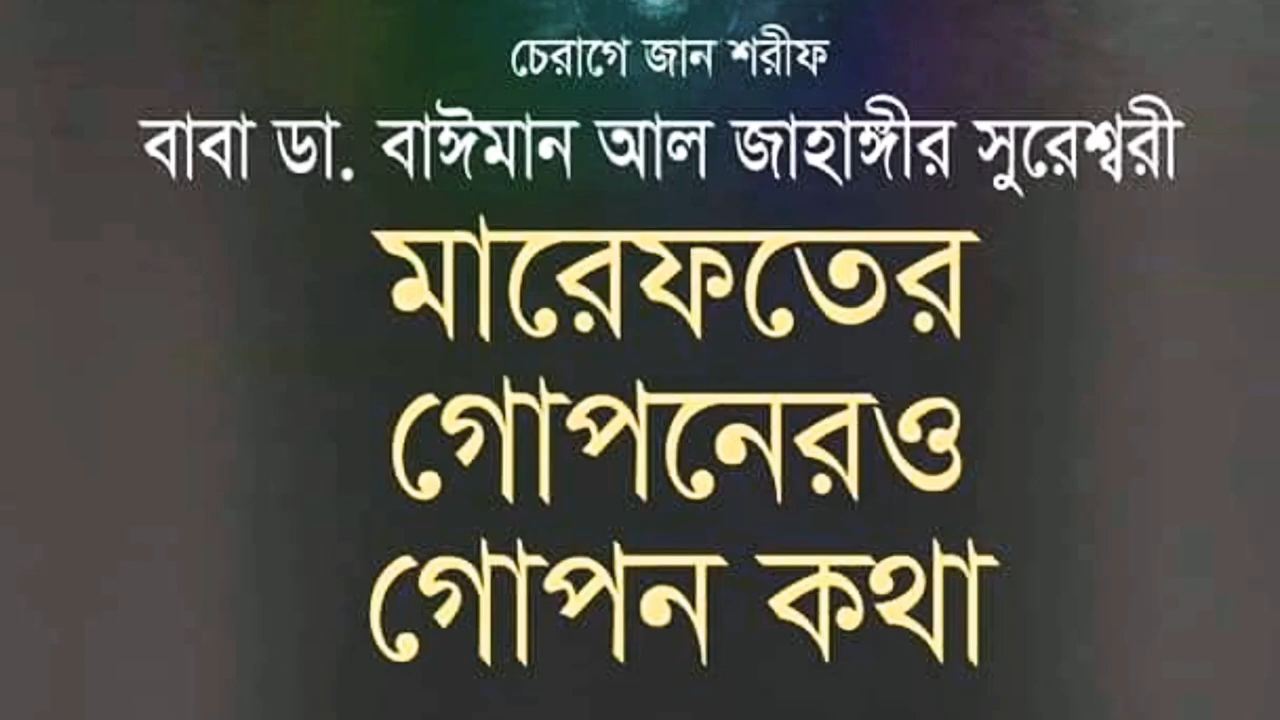 চেরাগে জান শরীফ
বাবা ডা. বাঈমান আল জাহাঙ্গীর সুরেশ্বরী
মারেফতের
গোপনেরও
গোপন কথা